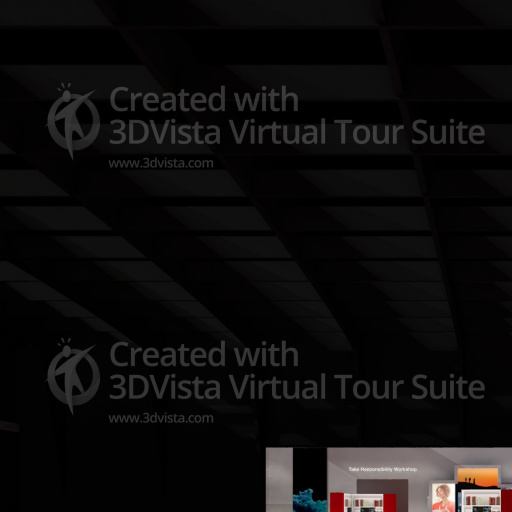 Created with
3DVista Virtual Tour Suite
www.3dvista.com
Created with
3DVista Virtual Tour Suite
www.3dvista.com
Take Responsibility Workshop